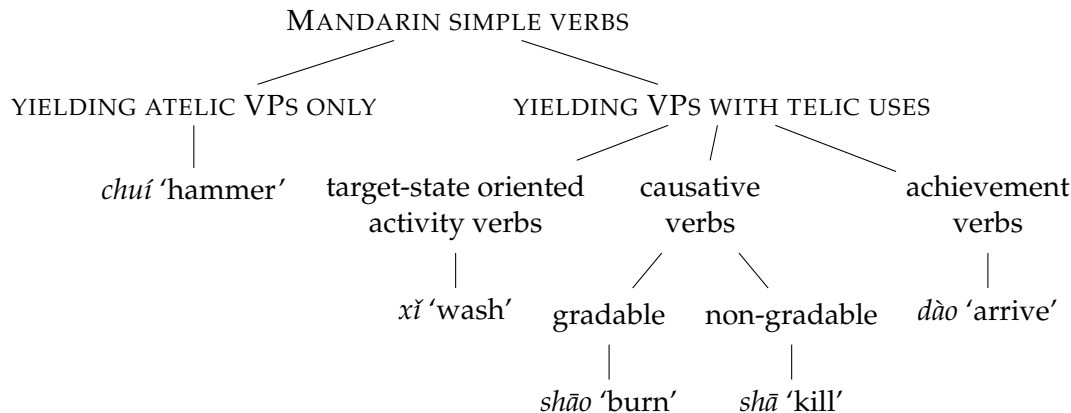 MANDARIN SIMPLE VERBS
YIELDING ATELIC VPS ONLY YIELDING VPS WITH TELIC USES
chuí ‘hammer’ target-state oriented causative achievement
activity verbs verbs verbs
xǐ ‘wash’ gradable non-gradable dào ‘arrive’
shāo ‘burn’ shā ‘kill’